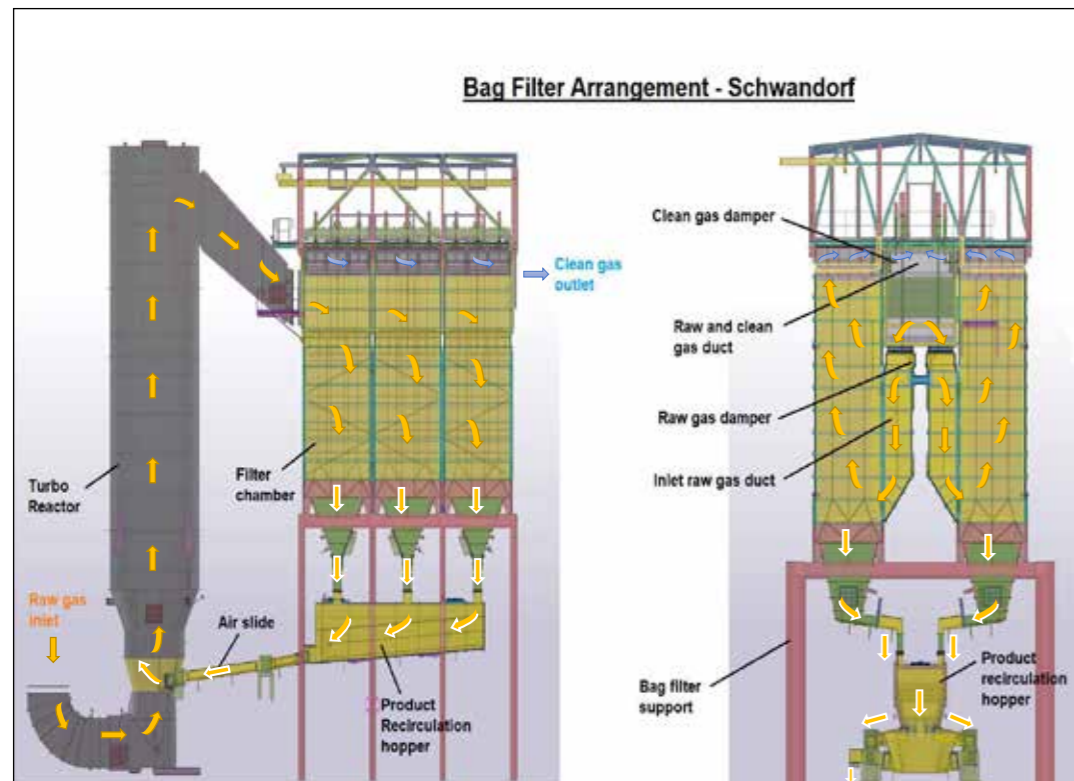 Bag Filter Arrangement - Schwandorf
Turbo
Reactor
Raw gas
inlet
Air slide
Filter
chamber
Product
Recirculation
hopper
Clean gas
outlet
Clean gas damper
Raw and clean
gas duct
Raw gas damper
Inlet raw gas duct
Bag filter
support
Product
recirculation
hopper